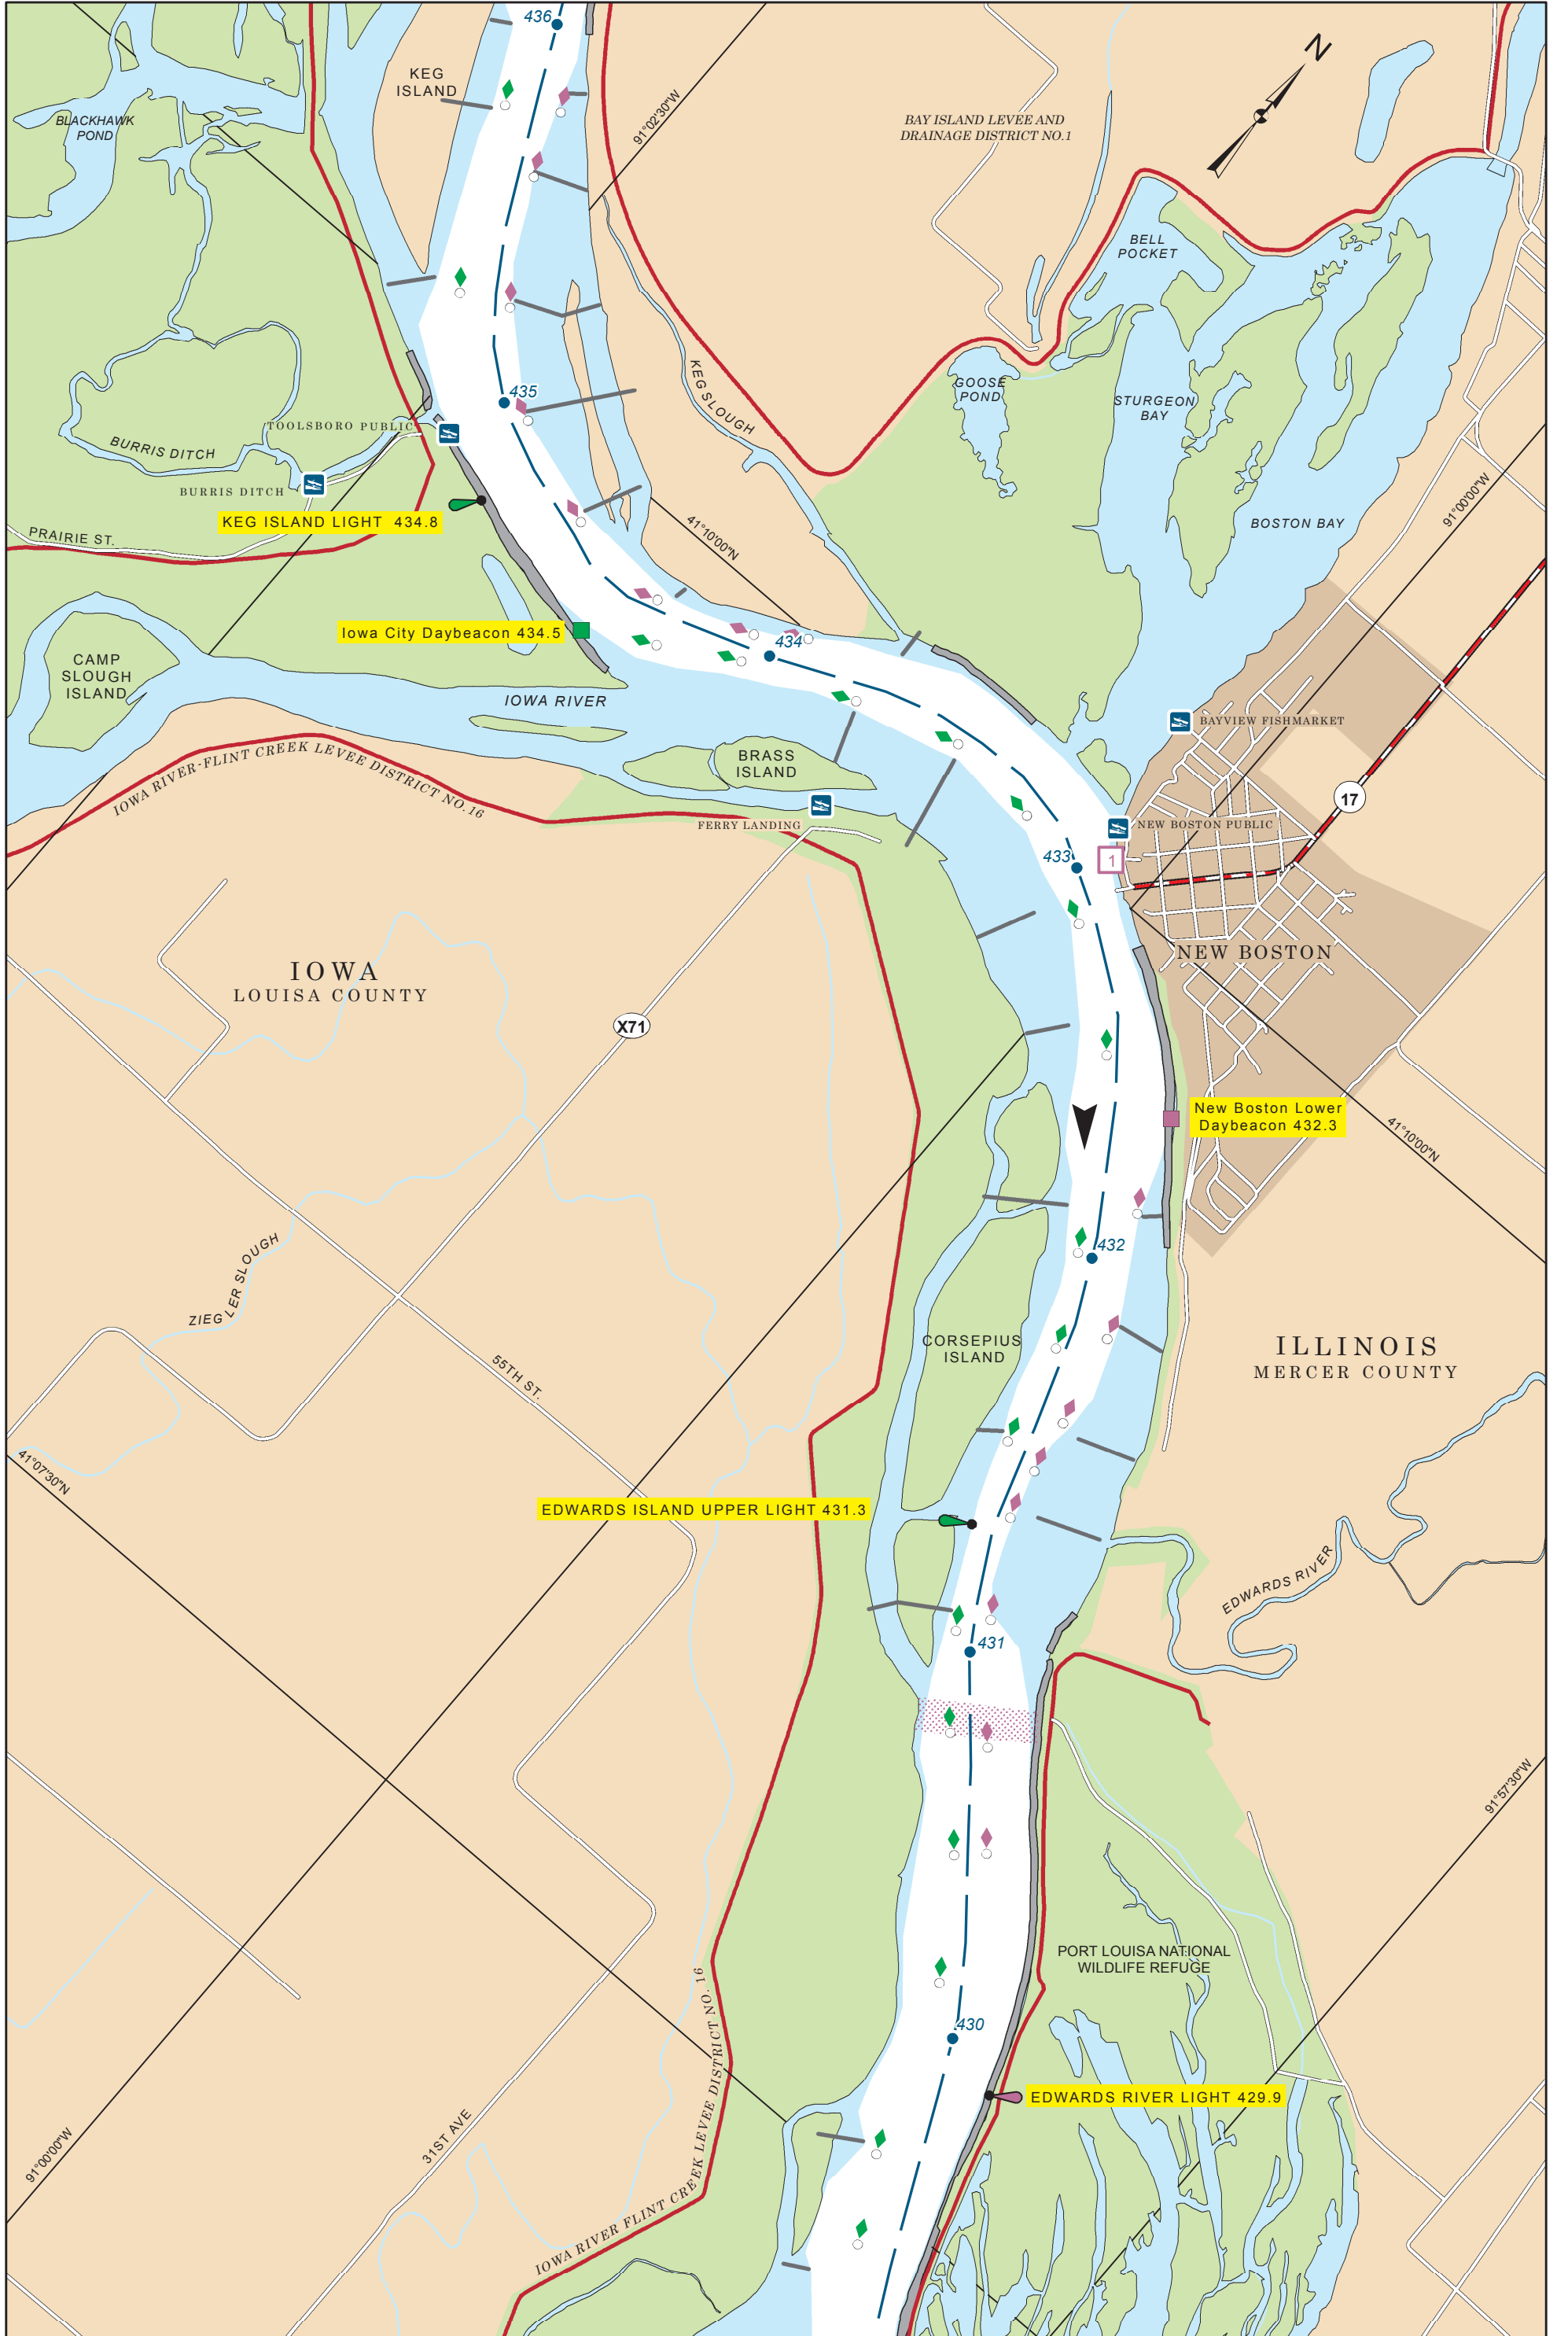 436
KEG
ISLAND
N
BLACKHAWK
POND
91°02'30"W
BAY ISLAND LEVEE AND
DRAINAGE DISTRICT NO.1
BELL
POCKET
435
KEG SLOUGH
GOOSE
POND
STURGEON
BAY
TOOLSBORO PUBLIC
BURRIS DITCH
BURRIS DITCH
KEG ISLAND LIGHT 434.8
PRAIRIE ST.
41°10'00"N
BOSTON BAY
91°00'00"W
Iowa City Daybeacon 434.5
434
CAMP
SLOUGH
ISLAND
IOWA RIVER
BAYVIEW FISHMARKET
IOWA RIVER-FLINT CREEK LEVEE DISTRICT NO.16
BRASS
ISLAND
17
FERRY LANDING
NEW BOSTON PUBLIC
433
1
NEW BOSTON
IOWA
LOUISA COUNTY
X71
New Boston Lower
Daybeacon 432.3
41°10'00"N
432
ZIEGLER SLOUGH
CORSEPIUS
ISLAND
ILLINOIS
MERCER COUNTY
55TH ST.
41°07'30"N
EDWARDS ISLAND UPPER LIGHT 431.3
EDWARDS RIVER
431
91°57'30"W
PORT LOUISA NATIONAL
WILDLIFE REFUGE
430
EDWARDS RIVER LIGHT 429.9
91°00'00"W
31ST AVE
IOWA RIVER FLINT CREEK LEVEE DISTRICT NO. 16